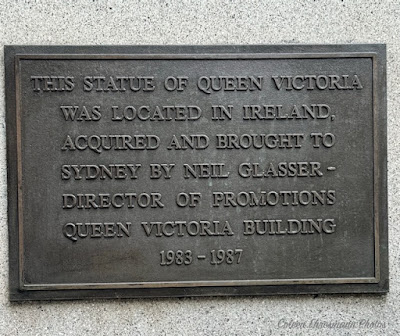 THIS STATUE OF QUEEN VICTORIA
WAS LOCATED IN IRELAND,
ACQUIRED AND BROUGHT TO
SYDNEY BY NEIL GLASSER -
DIRECTOR OF PROMOTIONS
QUEEN VICTORIA BUILDING
1983 - 1987
Photos